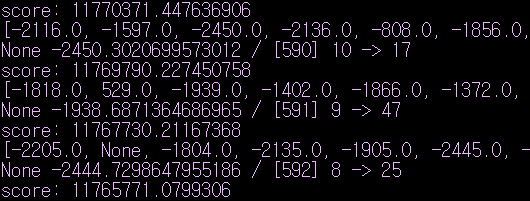 score: 11770371.447636906
[-2116.0, -1597.0, -2450.0, -2136.0, -808.0, -1856.0,
None -2450.3020699573012 / [590] 10 -> 17
score: 11769790.227450758
[-1818.0, 529.0, -1939.0, -1402.0, -1866.0, -1372.0,
None -1938.6871364686965 / [591] 9 -> 47
score: 11767730.21167368
[-2205.0, None, -1804.0, -2135.0, -1905.0, -2445.0, -
None -2444.7298647955186 / [592] 8 -> 25
score: 11765771.0799306